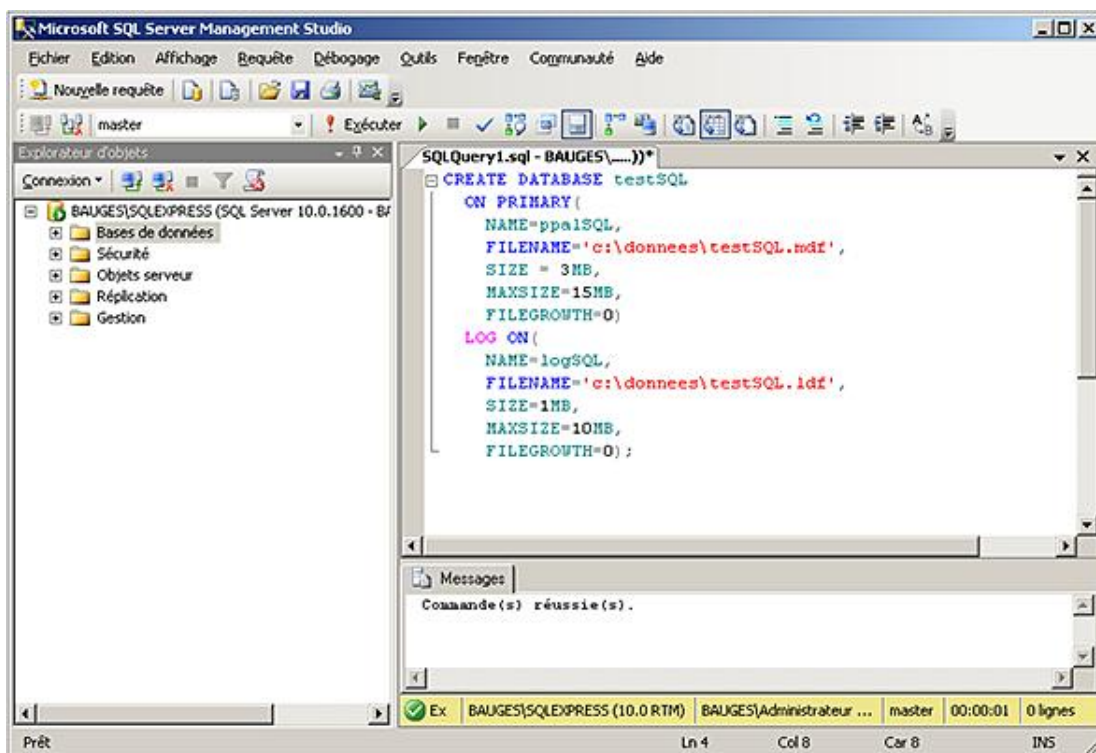 Microsoft SQL Server Management Studio
Fichier Edition Affichage Requête Débogage Outils Fenêtre Communauté Aide
Nouvelle requête
master Exécuter
Explorateur d'objets
SQLQuery1.sql - BAUGES\.....))*
Connexion
BAUGES\SQLEXPRESS (SQL Server 10.0.1600 - BA
Bases de données
Sécurité
Objets serveur
Réplication
Gestion
CREATE DATABASE testSQL
ON PRIMARY(
NAME=ppalSQL,
FILENAME='c:\donnees\testSQL.mdf',
SIZE = 3MB,
MAXSIZE=15MB,
FILEGROWTH=0)
LOG ON(
NAME=logSQL,
FILENAME='c:\donnees\testSQL.ldf',
SIZE=1MB,
MAXSIZE=10MB,
FILEGROWTH=0);
Messages
Commande(s) réussie(s).
Ex BAUGES\SQLEXPRESS (10.0 RTM) BAUGES\Administrateur ... master 00:00:01 0 lignes
Prêt Ln 4 Col 8 Car 8 INS